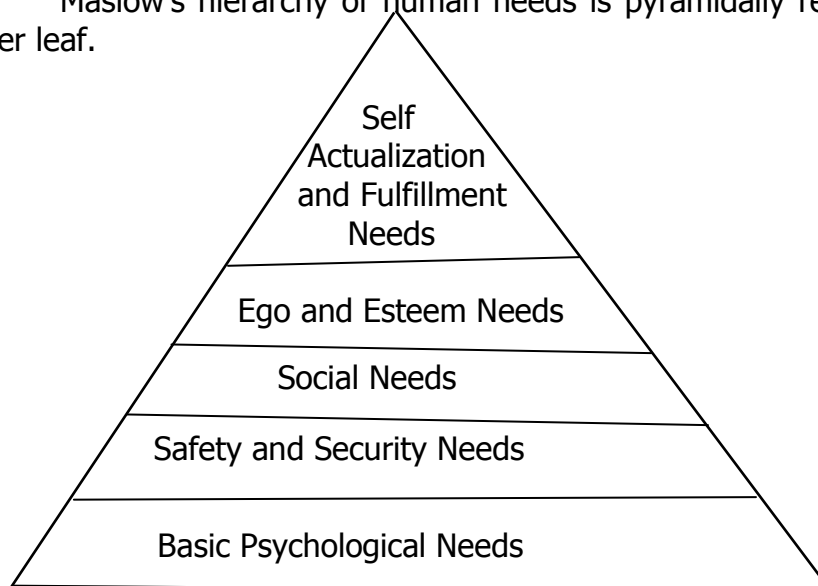 Maslow's hierarchy of human needs is pyramidally re
er leaf.
Self
Actualization
and Fulfillment
Needs
Ego and Esteem Needs
Social Needs
Safety and Security Needs
Basic Psychological Needs